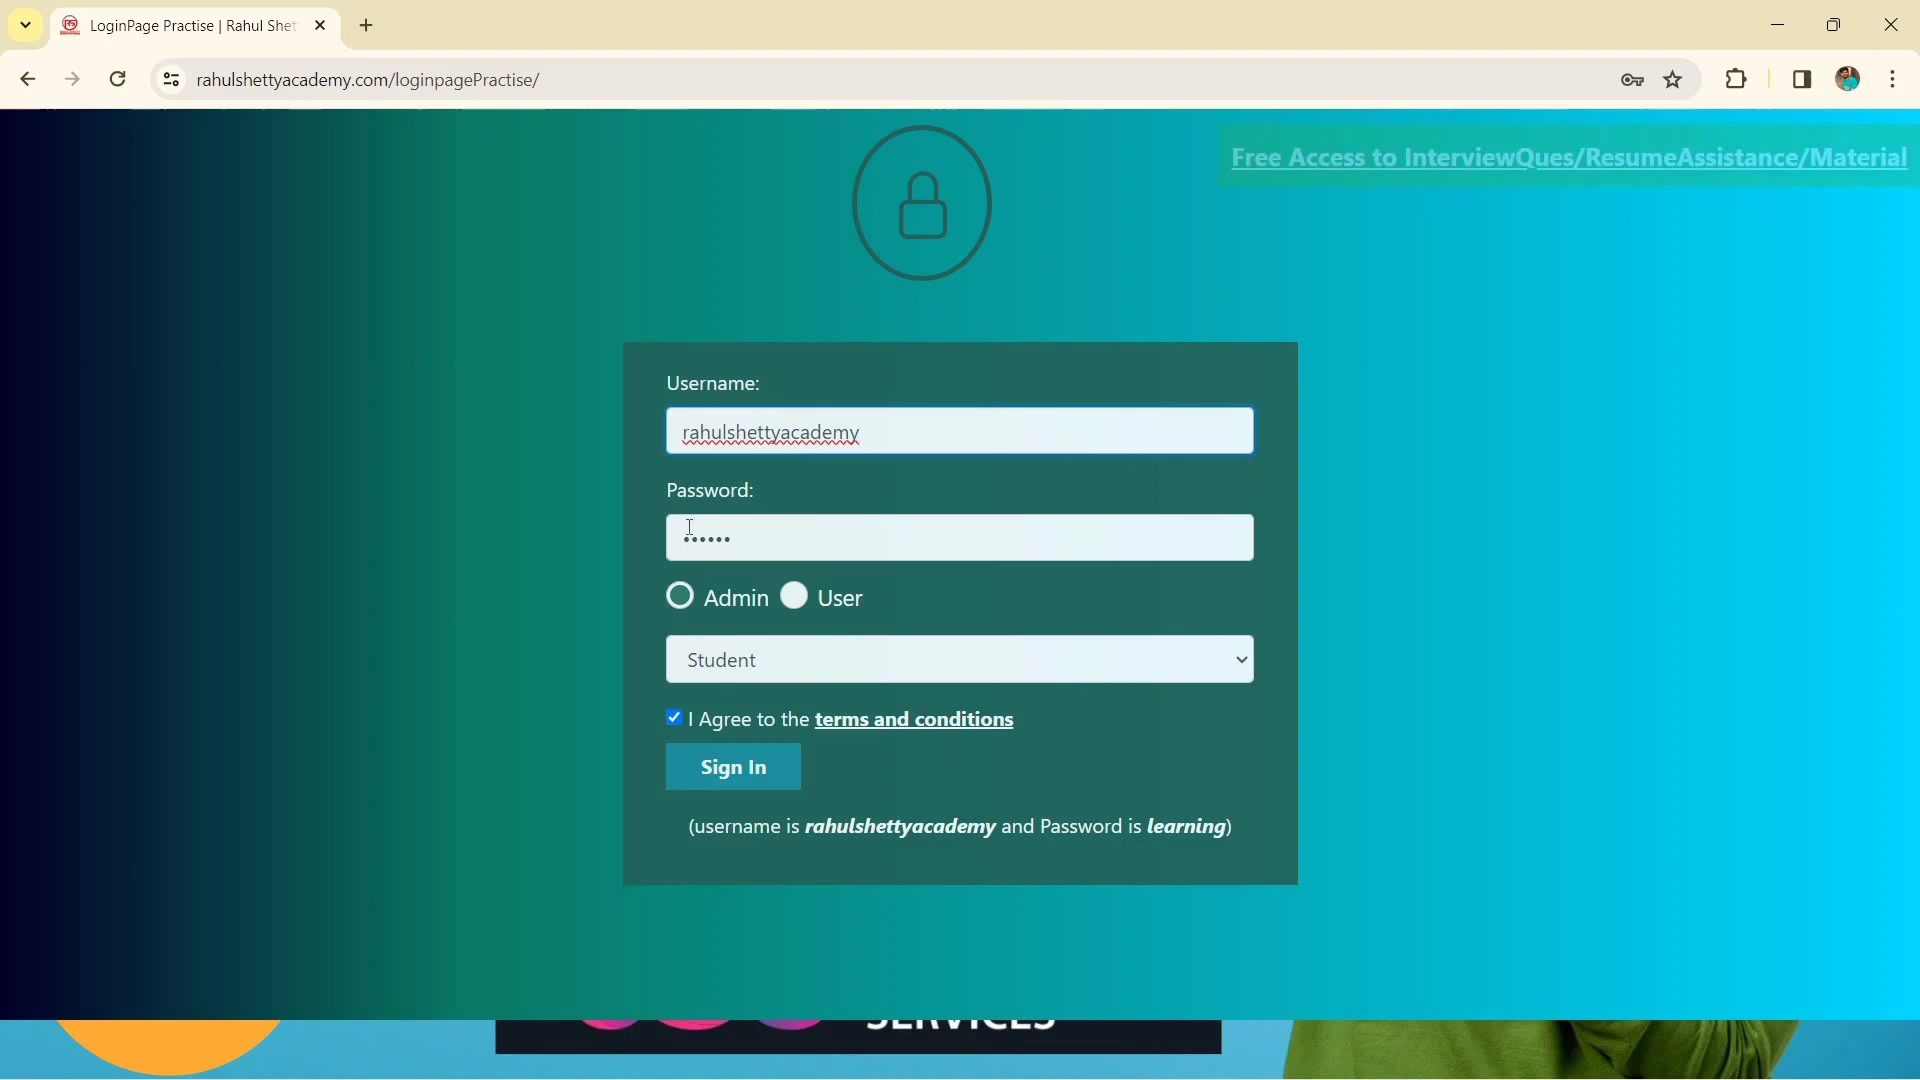 LoginPage Practise | Rahul Shet
rahulshettyacademy.com/loginpagePractise/
Free Access to InterviewQues/ResumeAssistance/Material
Username:
rahulshettyacademy
Password:
Admin User
Student
I Agree to the terms and conditions
Sign In
(username is rahulshettyacademy and Password is learning)
SERVICES